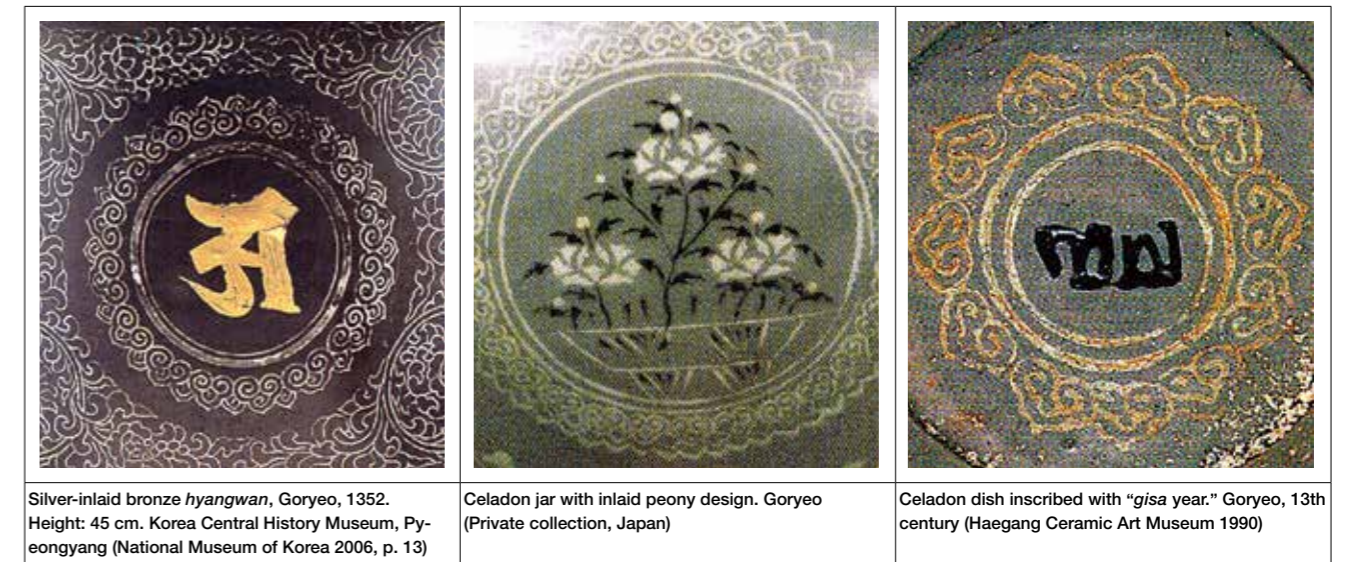 Silver-inlaid bronze hyangwan, Goryeo, 1352.
Height: 45 cm. Korea Central History Museum, Py-
eongyang (National Museum of Korea 2006, p. 13)
Celadon jar with inlaid peony design. Goryeo
(Private collection, Japan)
Celadon dish inscribed with “gisa year.” Goryeo, 13th
century (Haegang Ceramic Art Museum 1990)